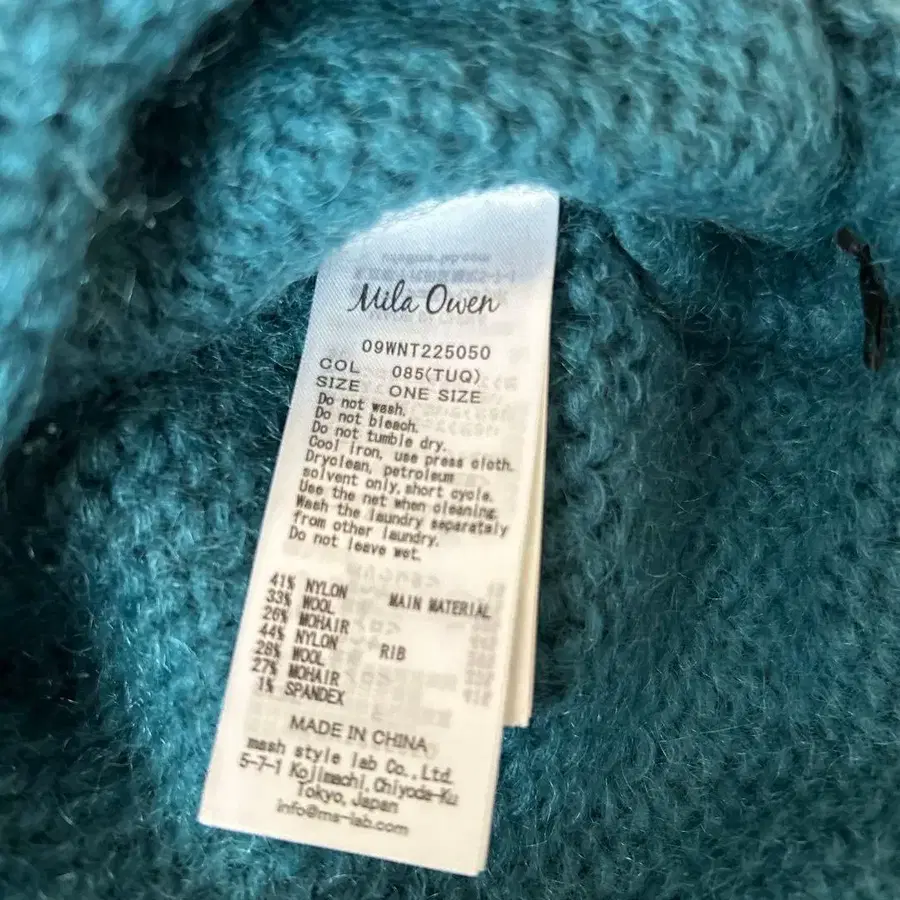 Mila Owen
09WNT225050
COL 085(TUQ)
SIZE ONE SIZE
Do not wash.
Do not bleach.
Do not tumble dry.
Cool iron, use press cloth.
Dryclean, petroleum
solvent only, short cycle.
Use the net when cleaning.
Wash the laundry separately
from other laundry.
Do not leave wet.
41% NYLON MAIN MATERIAL
33% WOOL
26% MOHAIR
44% NYLON RIB
28% WOOL
27% MOHAIR
1% SPANDEX
MADE IN CHINA
mash style lab Co., Ltd.
5-7-1 Kojimachi, Chiyoda-Ku
Tokyo, Japan
info@ms-lab.com